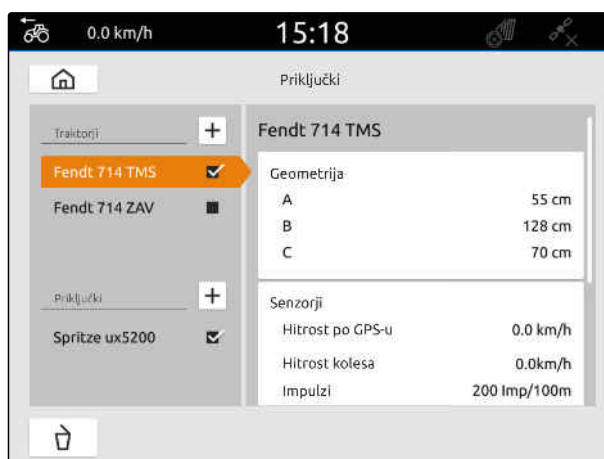 0.0 km/h
15:18
Priključki
Traktorji
Fendt 714 TMS
Fendt 714 ZAV
Priključki
Spritze ux5200
Fendt 714 TMS
Geometrija
A 55 cm
B 128 cm
C 70 cm
Senzorji
Hitrost po GPS-u 0.0 km/h
Hitrost kolesa 0.0km/h
Impulzi 200 Imp/100m